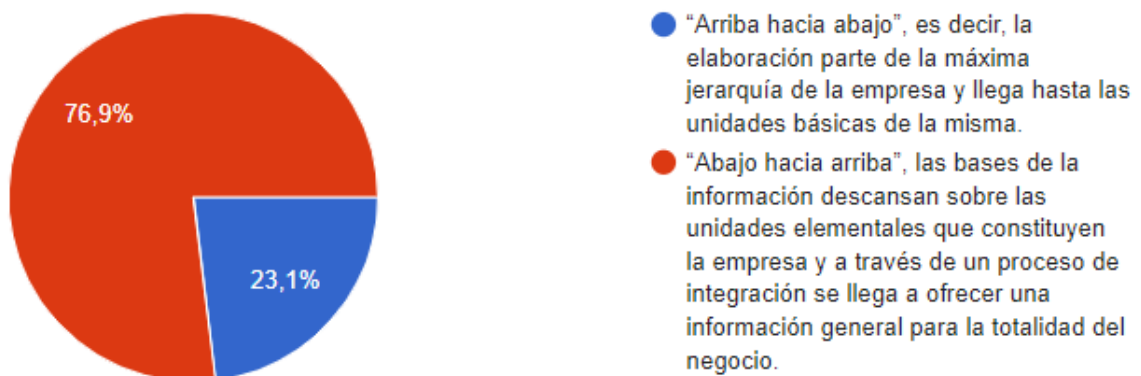 76,9%
23,1%
“Arriba hacia abajo”, es decir, la
elaboración parte de la máxima
jerarquía de la empresa y llega hasta las
unidades básicas de la misma.
“Abajo hacia arriba”, las bases de la
información descansan sobre las
unidades elementales que constituyen
la empresa y a través de un proceso de
integración se llega a ofrecer una
información general para la totalidad del
negocio.